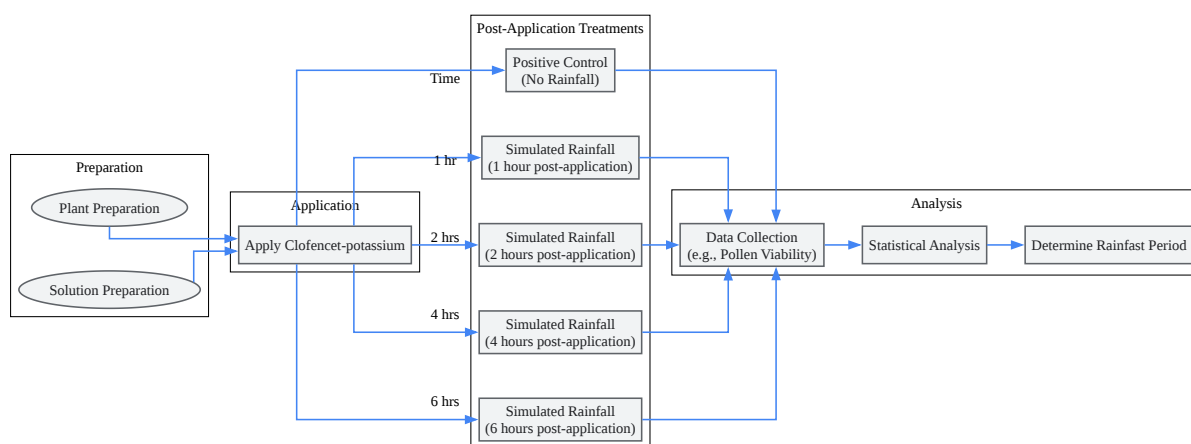 Preparation
Plant Preparation
Solution Preparation
Application
Apply Clofencet-potassium
Time
1 hr
2 hrs
4 hrs
6 hrs
Post-Application Treatments
Positive Control
(No Rainfall)
Simulated Rainfall
(1 hour post-application)
Simulated Rainfall
(2 hours post-application)
Simulated Rainfall
(4 hours post-application)
Simulated Rainfall
(6 hours post-application)
Analysis
Data Collection
(e.g., Pollen Viability)
Statistical Analysis
Determine Rainfast Period